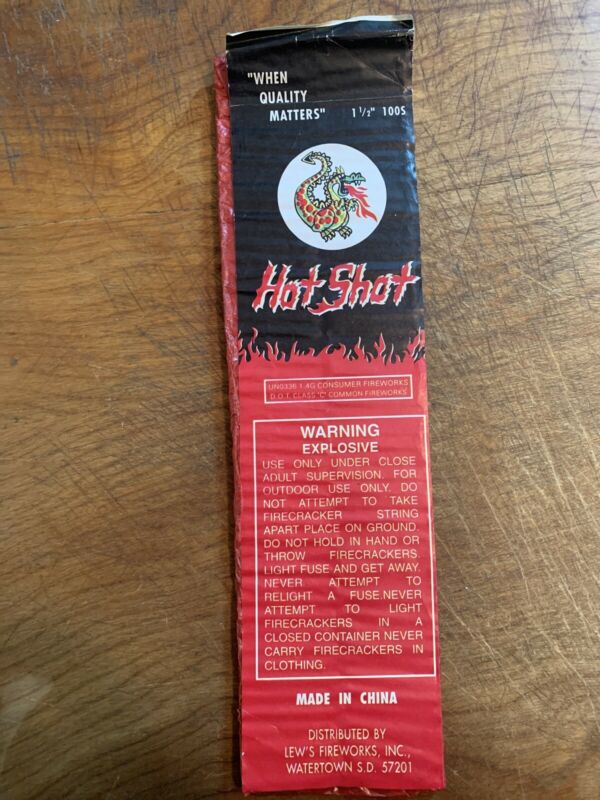 "WHEN
QUALITY
MATTERS" 1 1/2" 100S
Hot Shot
UN0336 1.4G CONSUMER FIREWORKS
D.O.T. CLASS "C" COMMON FIREWORKS
WARNING
EXPLOSIVE
USE ONLY UNDER CLOSE
ADULT SUPERVISION. FOR
OUTDOOR USE ONLY. DO
NOT ATTEMPT TO TAKE
FIRECRACKER STRING
APART PLACE ON GROUND.
DO NOT HOLD IN HAND OR
THROW FIRECRACKERS.
LIGHT FUSE AND GET AWAY.
NEVER ATTEMPT TO
RELIGHT A FUSE.NEVER
ATTEMPT TO LIGHT
FIRECRACKERS IN A
CLOSED CONTAINER NEVER
CARRY FIRECRACKERS IN
CLOTHING.
MADE IN CHINA
DISTRIBUTED BY
LEW'S FIREWORKS, INC.,
WATERTOWN S.D. 57201